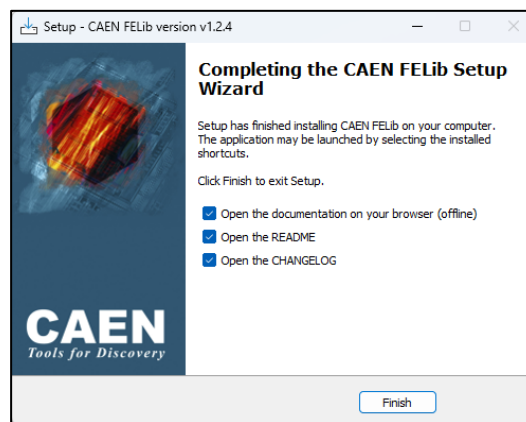 Setup - CAEN FELib version v1.2.4
Completing the CAEN FELib Setup
Wizard
Setup has finished installing CAEN FELib on your computer.
The application may be launched by selecting the installed
shortcuts.
Click Finish to exit Setup.
Open the documentation on your browser (offline)
Open the README
Open the CHANGELOG
CAEN
Tools for Discovery
Finish